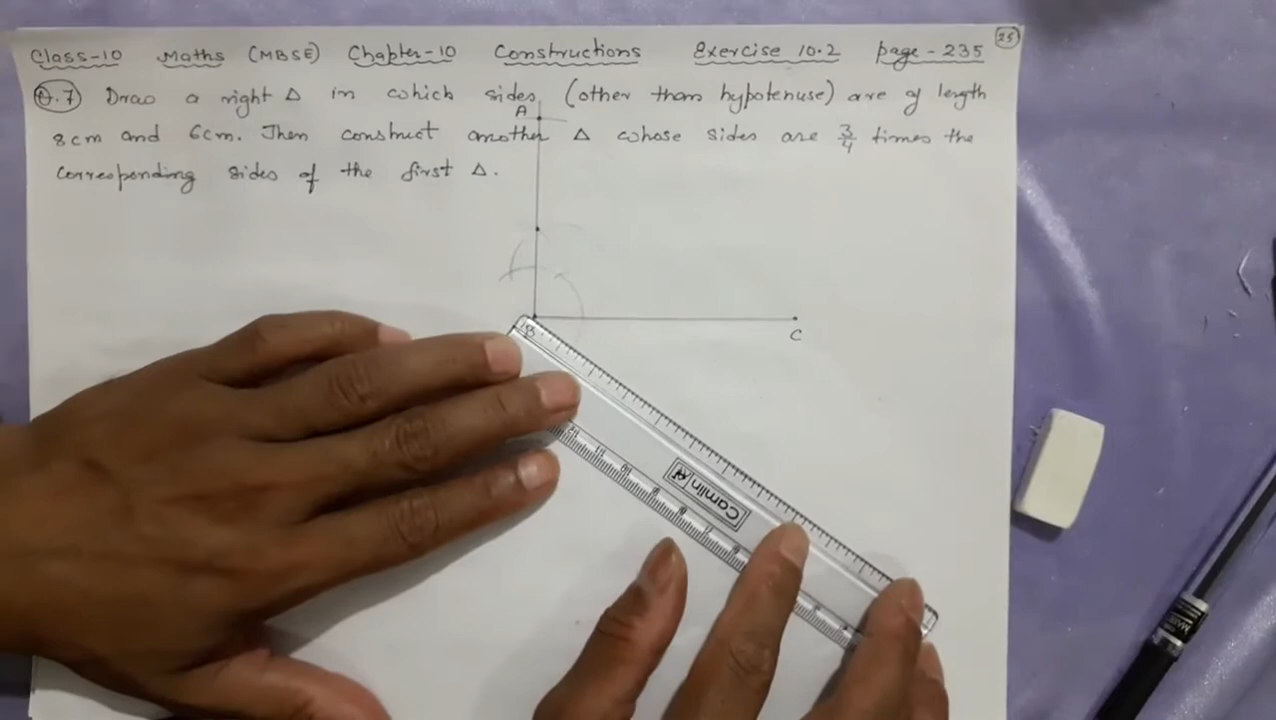 25
Class-10 Maths (MBSE) Chapter-10 Constructions Exercise 10.2 page - 235
Q.7 Draw a right Δ in which sides (other than hypotenuse) are of length
8cm and 6cm. Then construct another Δ whose sides are 3/4 times the
corresponding sides of the first Δ.
A
C
Camlin